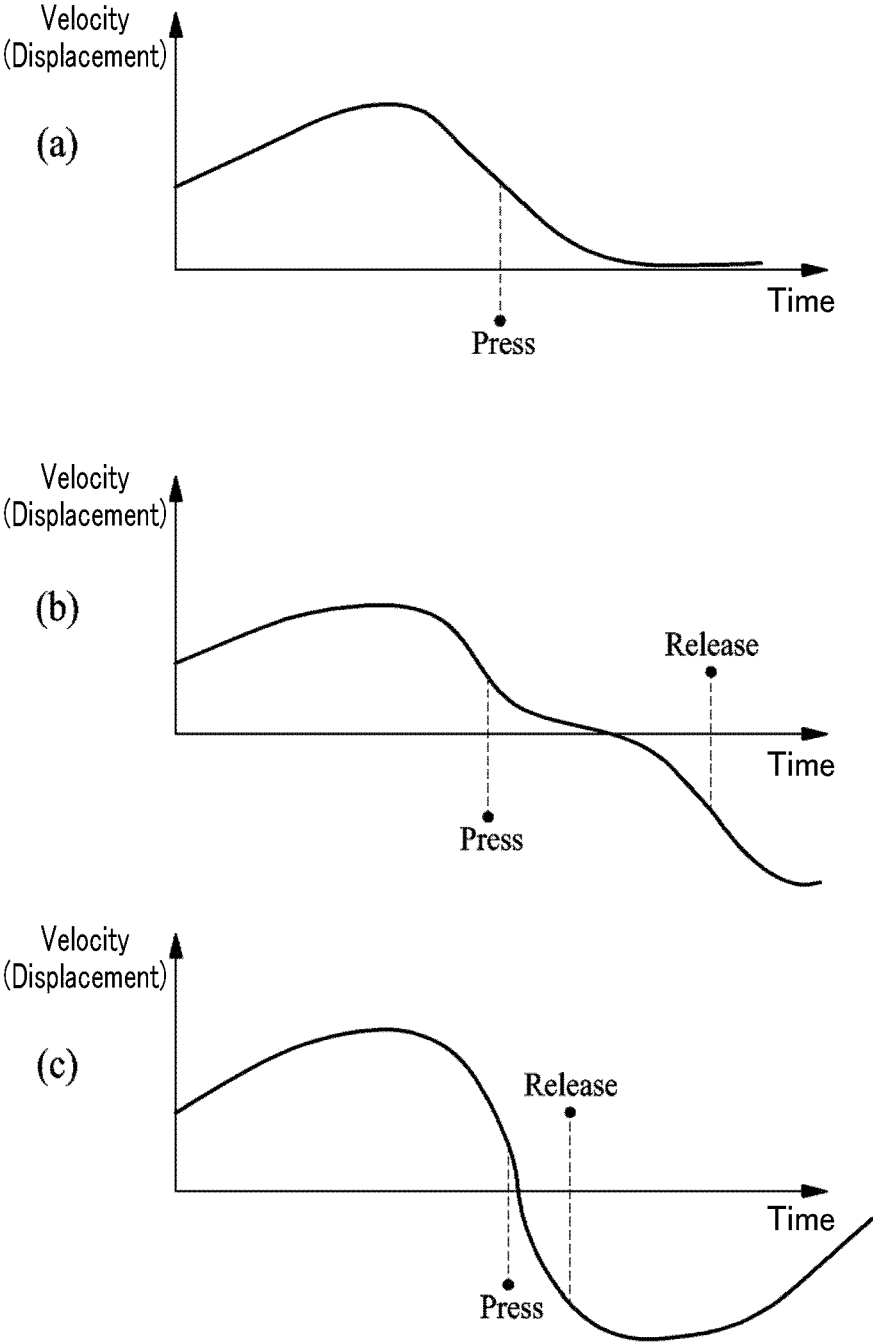 Velocity
(Displacement)
(a)
Time
Press
Velocity
(Displacement)
(b)
Release
Time
Press
Velocity
(Displacement)
(c)
Release
Time
Press